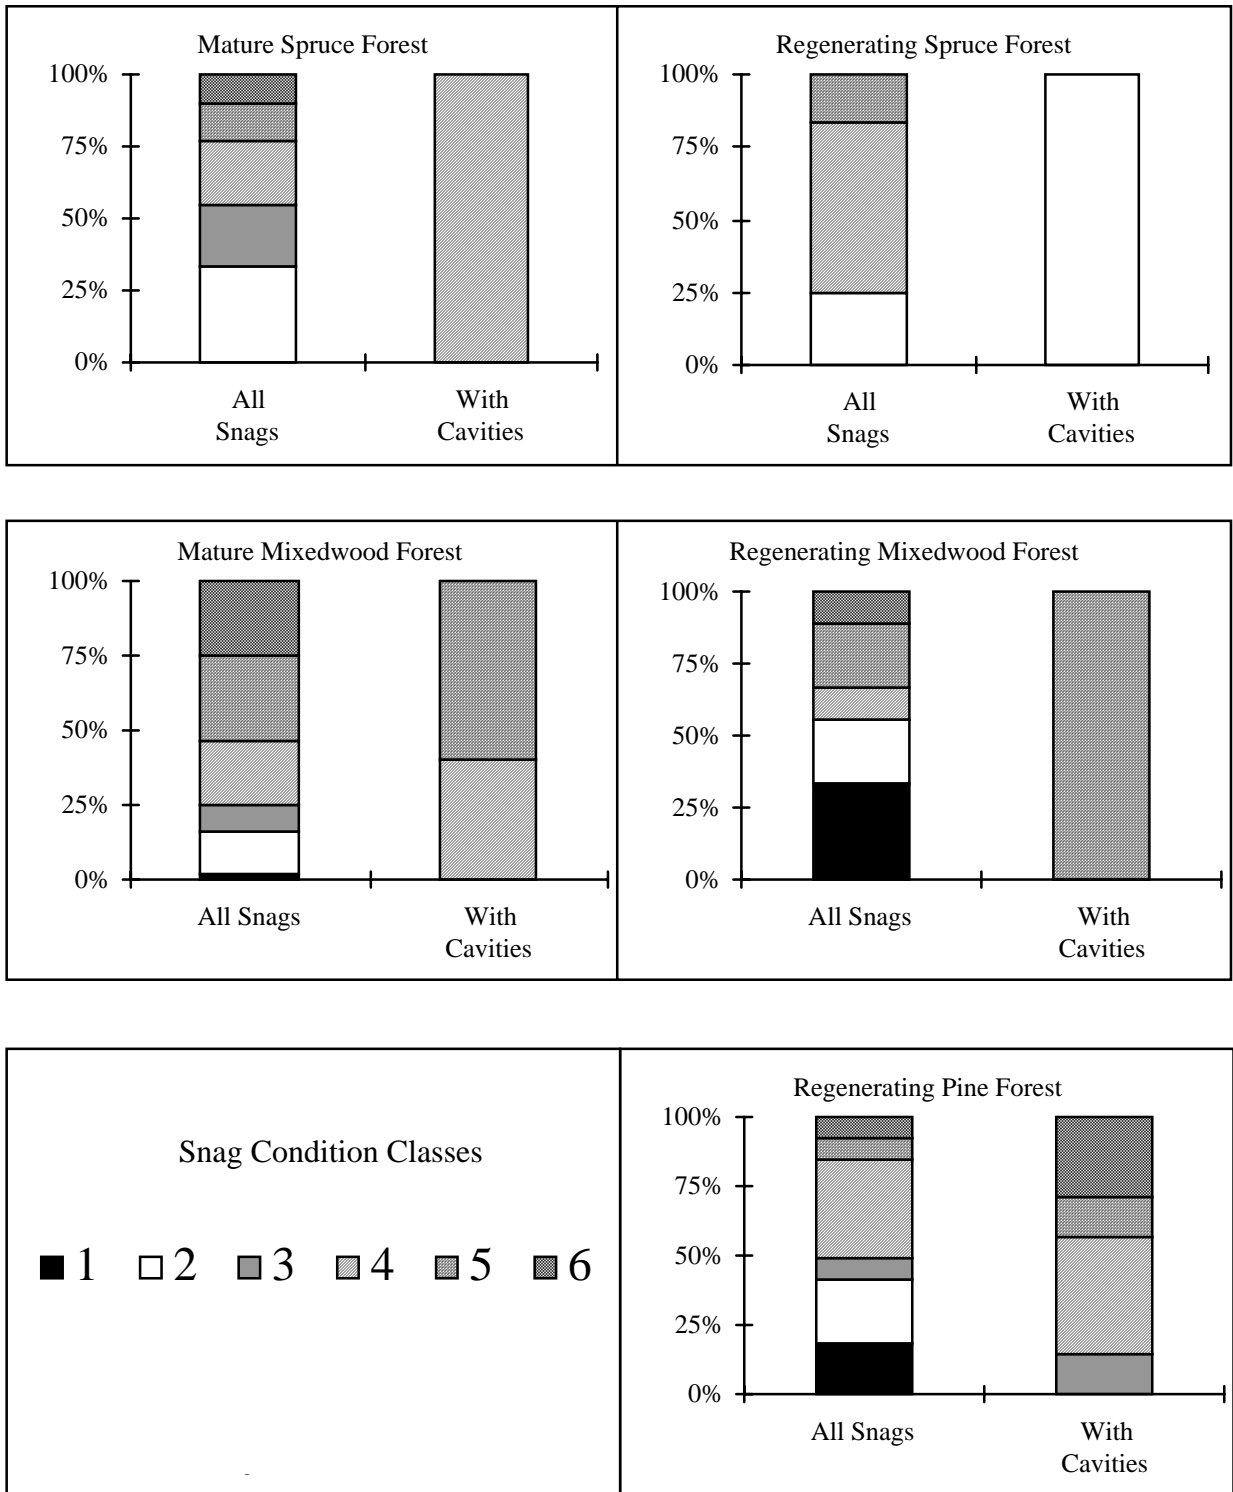 Mature Spruce Forest
100%
75%
50%
25%
0%
All
Snags
With
Cavities
Regenerating Spruce Forest
100%
75%
50%
25%
0%
All
Snags
With
Cavities
Mature Mixedwood Forest
100%
75%
50%
25%
0%
All Snags
With
Cavities
Regenerating Mixedwood Forest
100%
75%
50%
25%
0%
All Snags
With
Cavities
Snag Condition Classes
1 2 3 4 5 6
Regenerating Pine Forest
100%
75%
50%
25%
0%
All Snags
With
Cavities